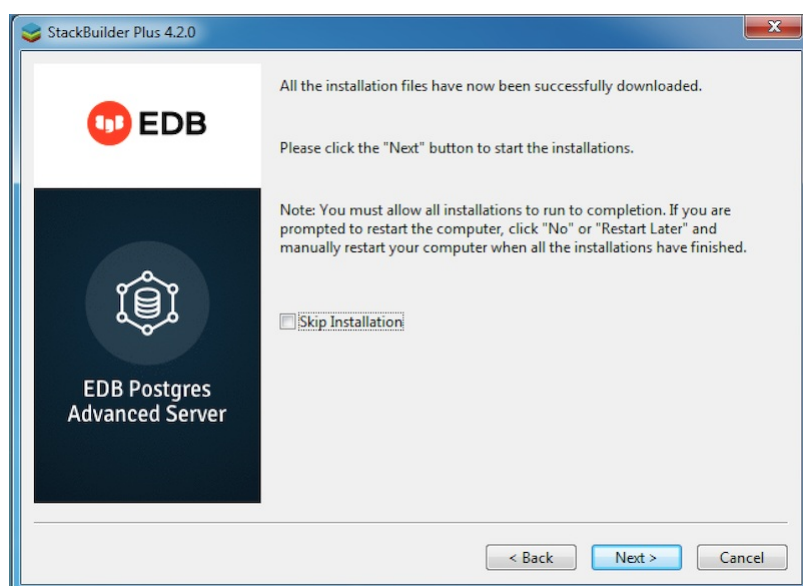 StackBuilder Plus 4.2.0
EDB
All the installation files have now been successfully downloaded.
Please click the "Next" button to start the installations.
Note: You must allow all installations to run to completion. If you are
prompted to restart the computer, click "No" or "Restart Later" and
manually restart your computer when all the installations have finished.
Skip Installation
EDB Postgres
Advanced Server
< Back
Next >
Cancel